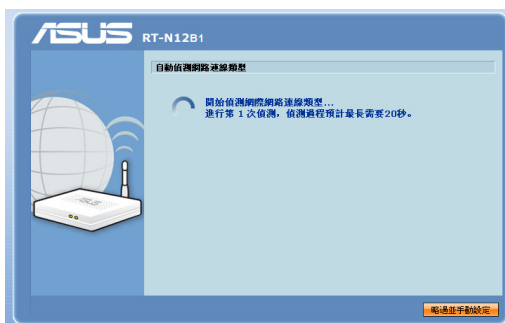 ASUS RT-N12B1
自動偵測網路連線類型
開始偵測網際網路連線類型...
進行第 1 次偵測，偵測過程預計最長需要20秒。
ASUS
略過並手動設定